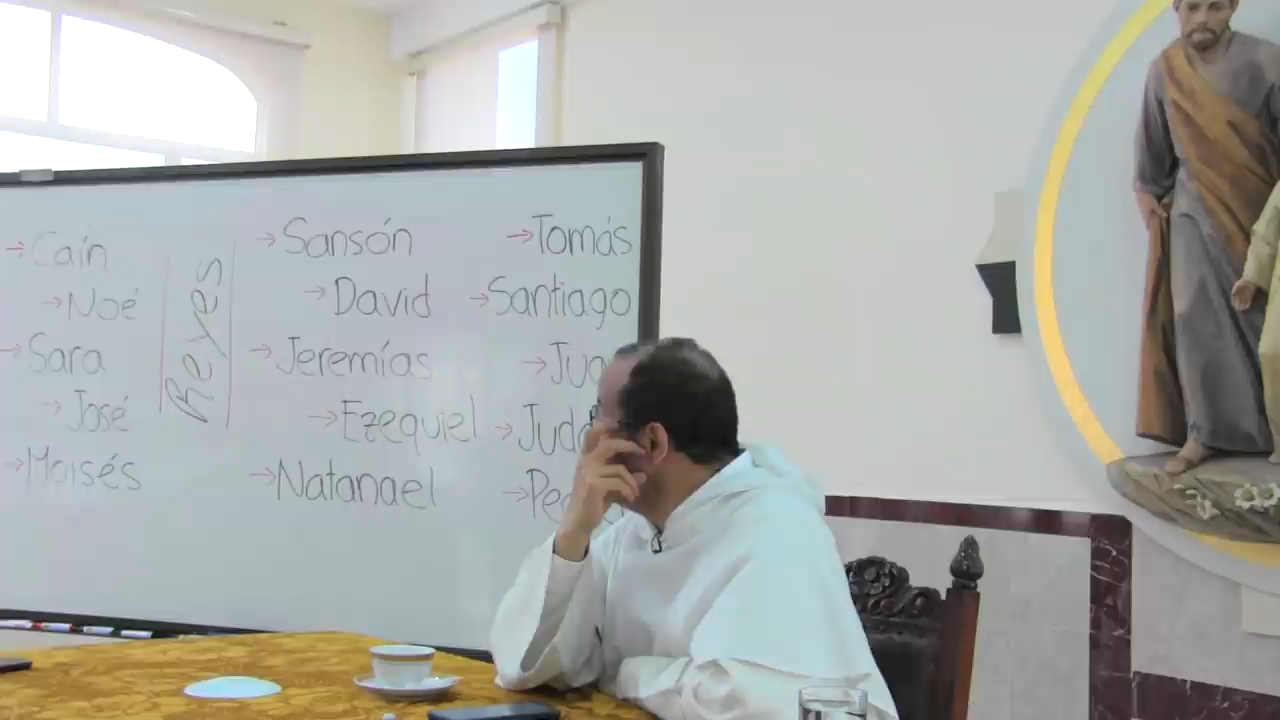 →Caín
→Noé
→Sara
→José
→Moisés
Reyes
→Sansón
→David
→Jeremías
→Ezequiel
→Natanael
→Tomás
→Santiago